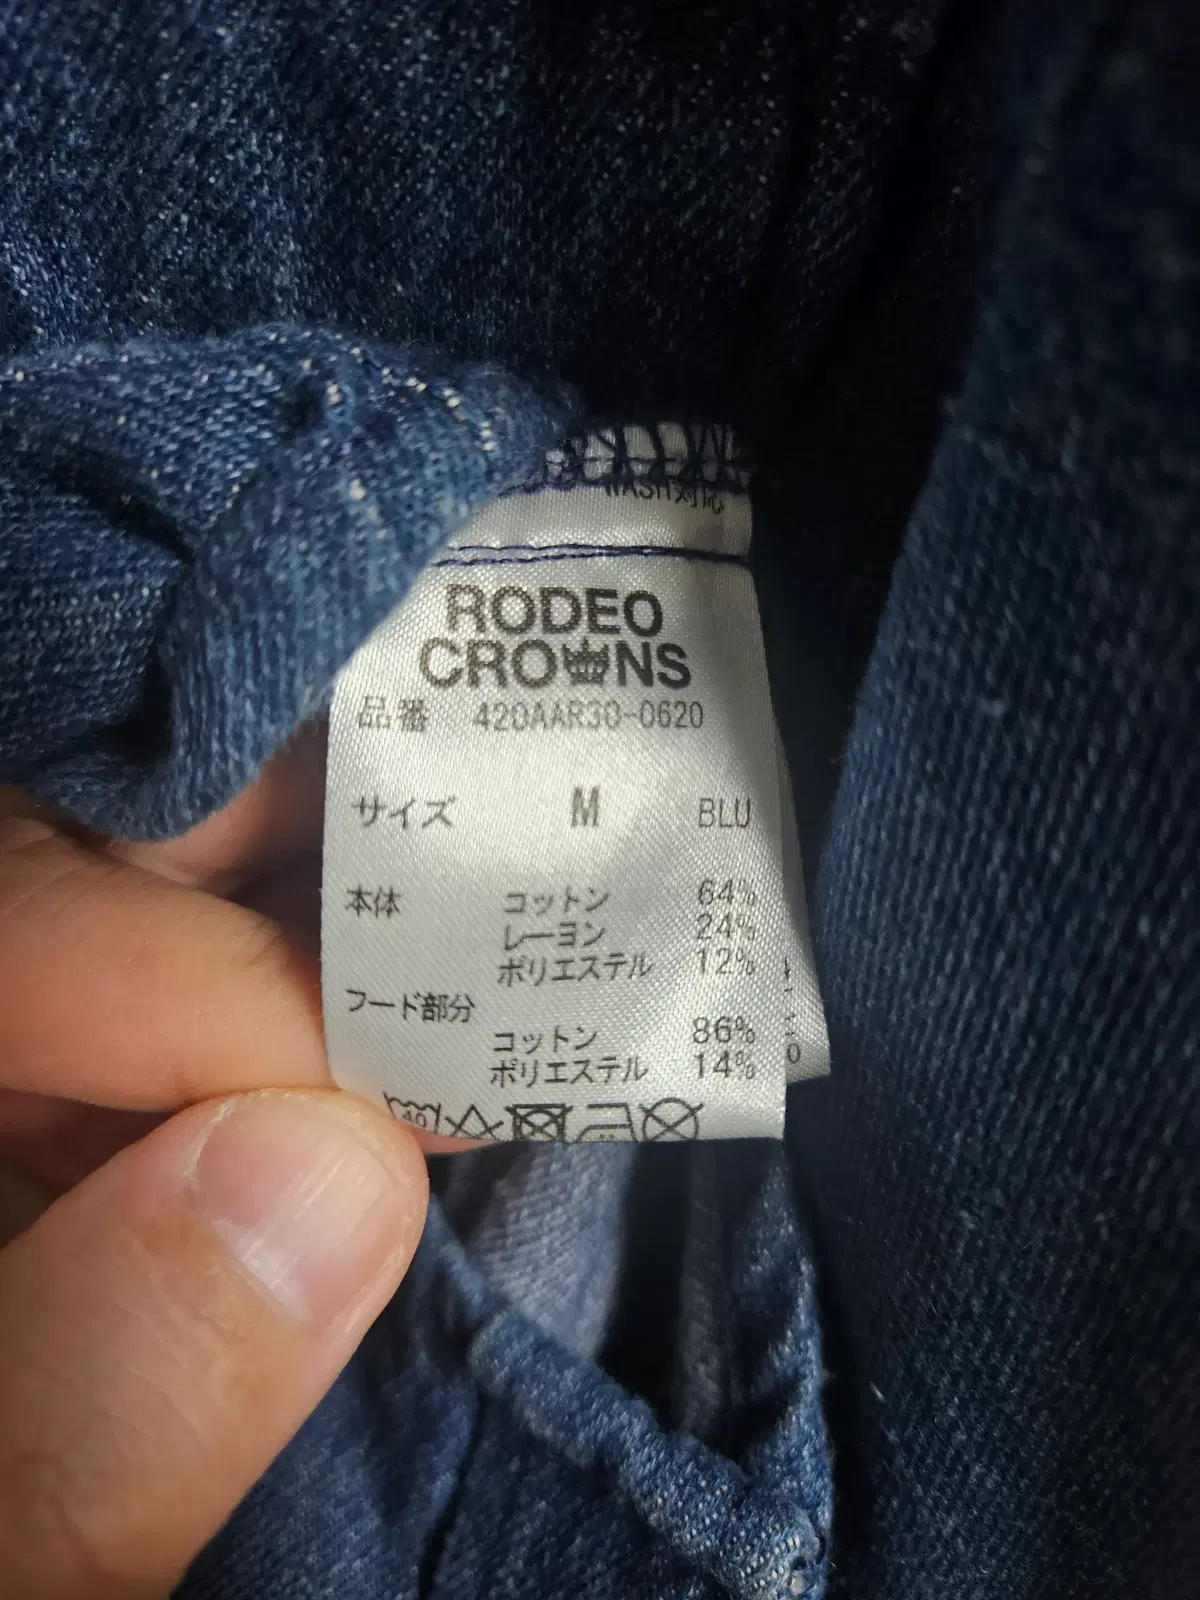 WASH対応
RODEO
CROWNS
品番 420AAR30-0620
サイズ M BLU
本体 コットン 64%
レーヨン 24%
ポリエステル 12%
フード部分
コットン 86%
ポリエステル 14%
40